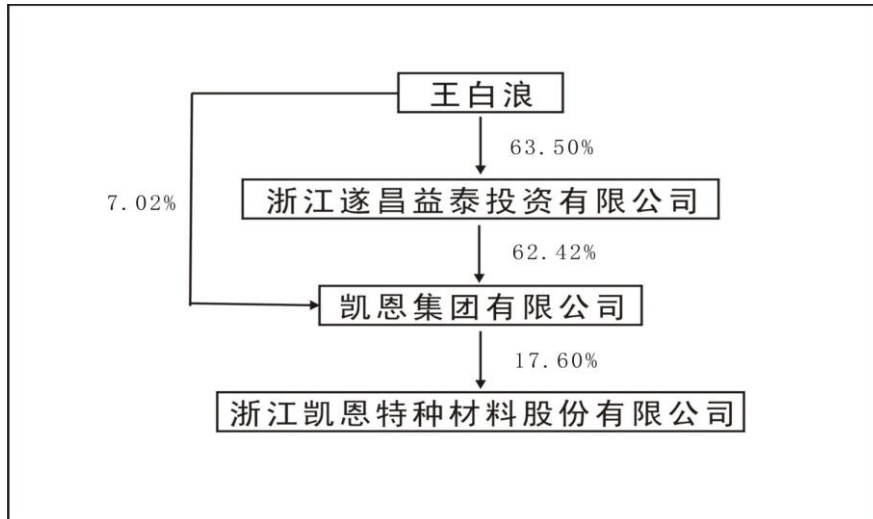 王白浪
63.50%
7.02%
浙江遂昌益泰投资有限公司
62.42%
凯恩集团有限公司
17.60%
浙江凯恩特种材料股份有限公司